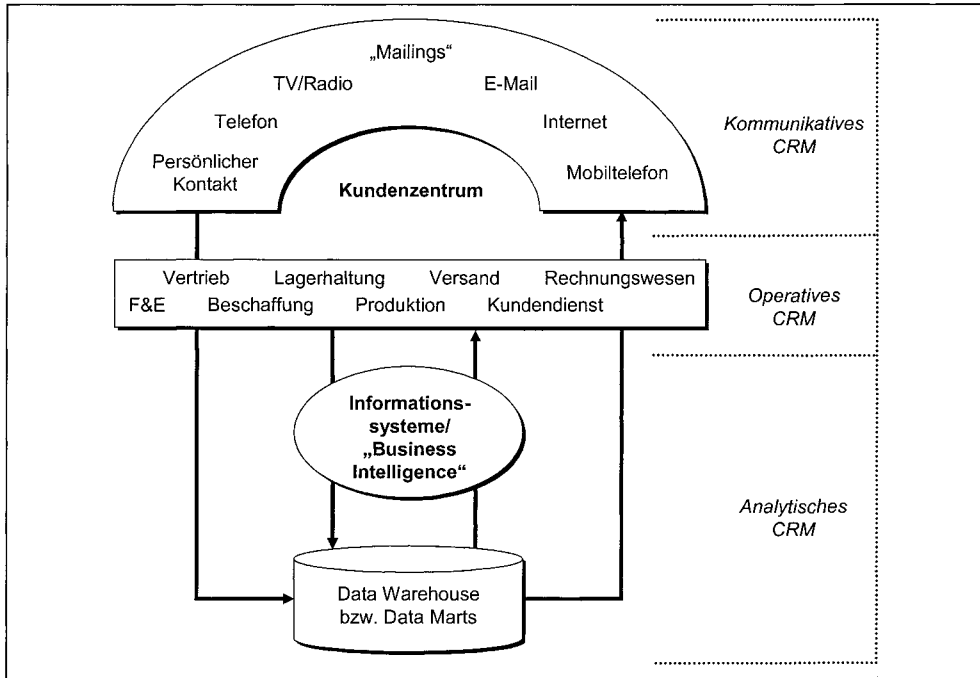 „Mailings“
TV/Radio E-Mail
Telefon Internet
Persönlicher
Kontakt
Mobiltelefon
Kundenzentrum
Kommunikatives
CRM
Vertrieb Lagerhaltung Versand Rechnungswesen
F&E Beschaffung Produktion Kundendienst
Operatives
CRM
Informations-
systeme/
„Business
Intelligence“
Analytisches
CRM
Data Warehouse
bzw. Data Marts